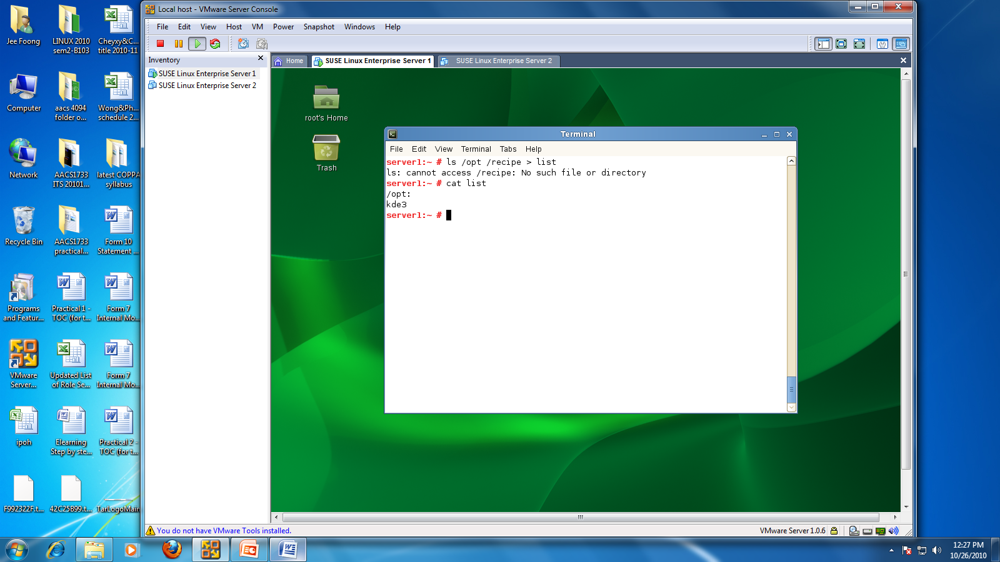 Local host - VMware Server Console
File Edit View Host VM Power Snapshot Windows Help
Inventory
SUSE Linux Enterprise Server 1
SUSE Linux Enterprise Server 2
Home
SUSE Linux Enterprise Server 1
SUSE Linux Enterprise Server 2
root's Home
Trash
Terminal
File Edit View Terminal Tabs Help
server1:~ # ls /opt /recipe > list
ls: cannot access /recipe: No such file or directory
server1:~ # cat list
/opt:
kde3
server1:~ #
You do not have VMware Tools installed.
VMware Server 1.0.6
Jee Foong
LINUX 2010
sem2-B103
Cheyxy&C...
title 2010-11
Computer
aacs 4094
folder o...
Wong&Ph...
schedule 2...
Network
AACS1733
ITS 20101...
latest COPPA
syllabus
Recycle Bin
AACS1733
practical...
Form 10
Statement ...
Programs
and Featur...
Practical 1 -
TOC (for t...
Form 7
Internal Mo...
VMware
Server...
Updated List
of Role Se...
Form 7
Internal Mo...
ipoh
Elearning
Step by ste...
Practical 2 -
TOC (for t...
F992322F.t...
42C25B99.t...
TarLogoMain
12:27 PM
10/26/2010